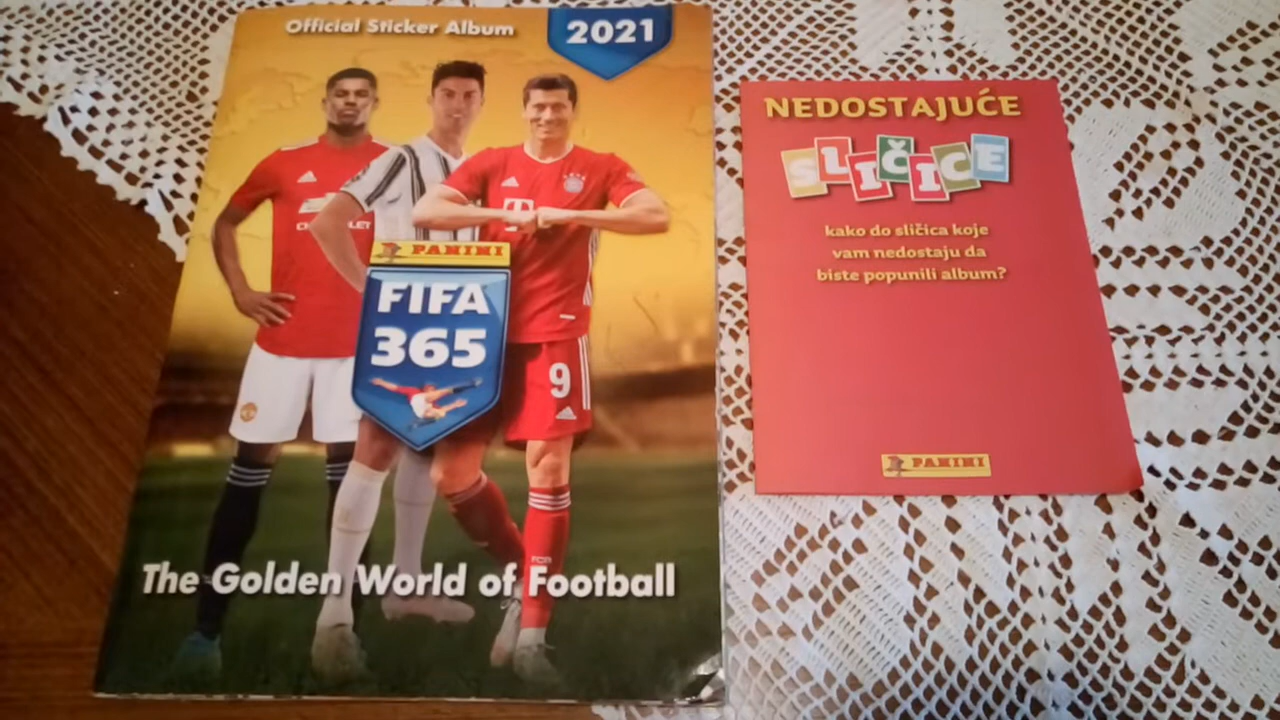 Official Sticker Album
2021
CHEVROLET
T
PANINI
FIFA
365
9
The Golden World of Football
NEDOSTAJUĆE
SLIČICE
kako do sličica koje
vam nedostaju da
biste popunili album?
PANINI